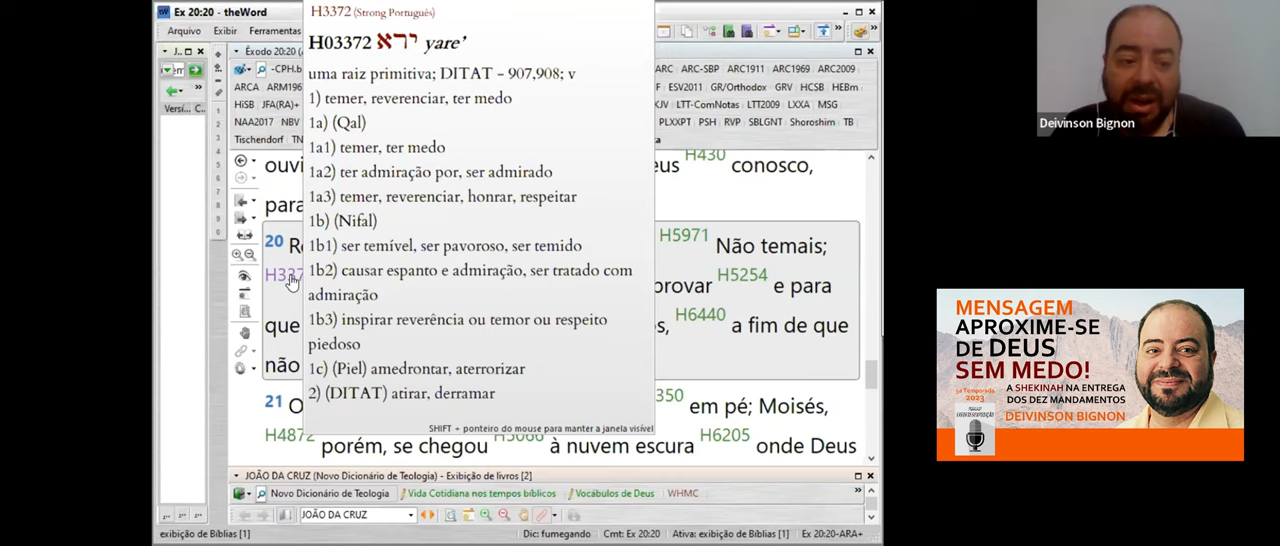 Ex 20:20 - theWord
Arquivo Exibir Ferramentas
H3372 (Strong Português)
H03372 ירא yare’
uma raiz primitiva; DITAT - 907,908; v
1) temer, reverenciar, ter medo
1a) (Qal)
1a1) temer, ter medo
1a2) ter admiração por, ser admirado
1a3) temer, reverenciar, honrar, respeitar
1b) (Nifal)
1b1) ser temível, ser pavoroso, ser temido
1b2) causar espanto e admiração, ser tratado com
admiração
1b3) inspirar reverência ou temor ou respeito
piedoso
1c) (Piel) amedrontar, aterrorizar
2) (DITAT) atirar, derramar
SHIFT + ponteiro do mouse para manter a janela visível
J..
Versí... C...
Êxodo 20:20
-CPH.b
ARCA ARM196
HiSB JFA(RA)+
NAA2017 NBV
Tischendorf TN
ARC ARC-SBP ARC1911 ARC1969 ARC2009
F ESV2011 GR/Orthodox GRV HCSB HEBm
KJV LTT-ComNotas LTT2009 LXXA MSG
PLXXPT PSH RVP SBLGNT Shoroshim TB
ouvi eus H430 conosco,
para
20 R H5971 Não temais;
H337 provar H5254 e para
que s, H6440 a fim de que
não
21 O 350 em pé; Moisés,
H4872 porém, se chegou H5066 à nuvem escura H6205 onde Deus
JOÃO DA CRUZ (Novo Dicionário de Teologia) - Exibição de livros [2]
Novo Dicionário de Teologia Vida Cotidiana nos tempos bíblicos Vocábulos de Deus WHMC
JOÃO DA CRUZ
exibição de Bíblias [1] Dic: fumegando Cmt: Ex 20:20 Ativa: exibição de Bíblias [1] Ex 20:20-ARA+
Deivinson Bignon
MENSAGEM
APROXIME-SE
DE DEUS
SEM MEDO!
A SHEKINAH NA ENTREGA
DOS DEZ MANDAMENTOS
DEIVINSON BIGNON
2023
PODCAST